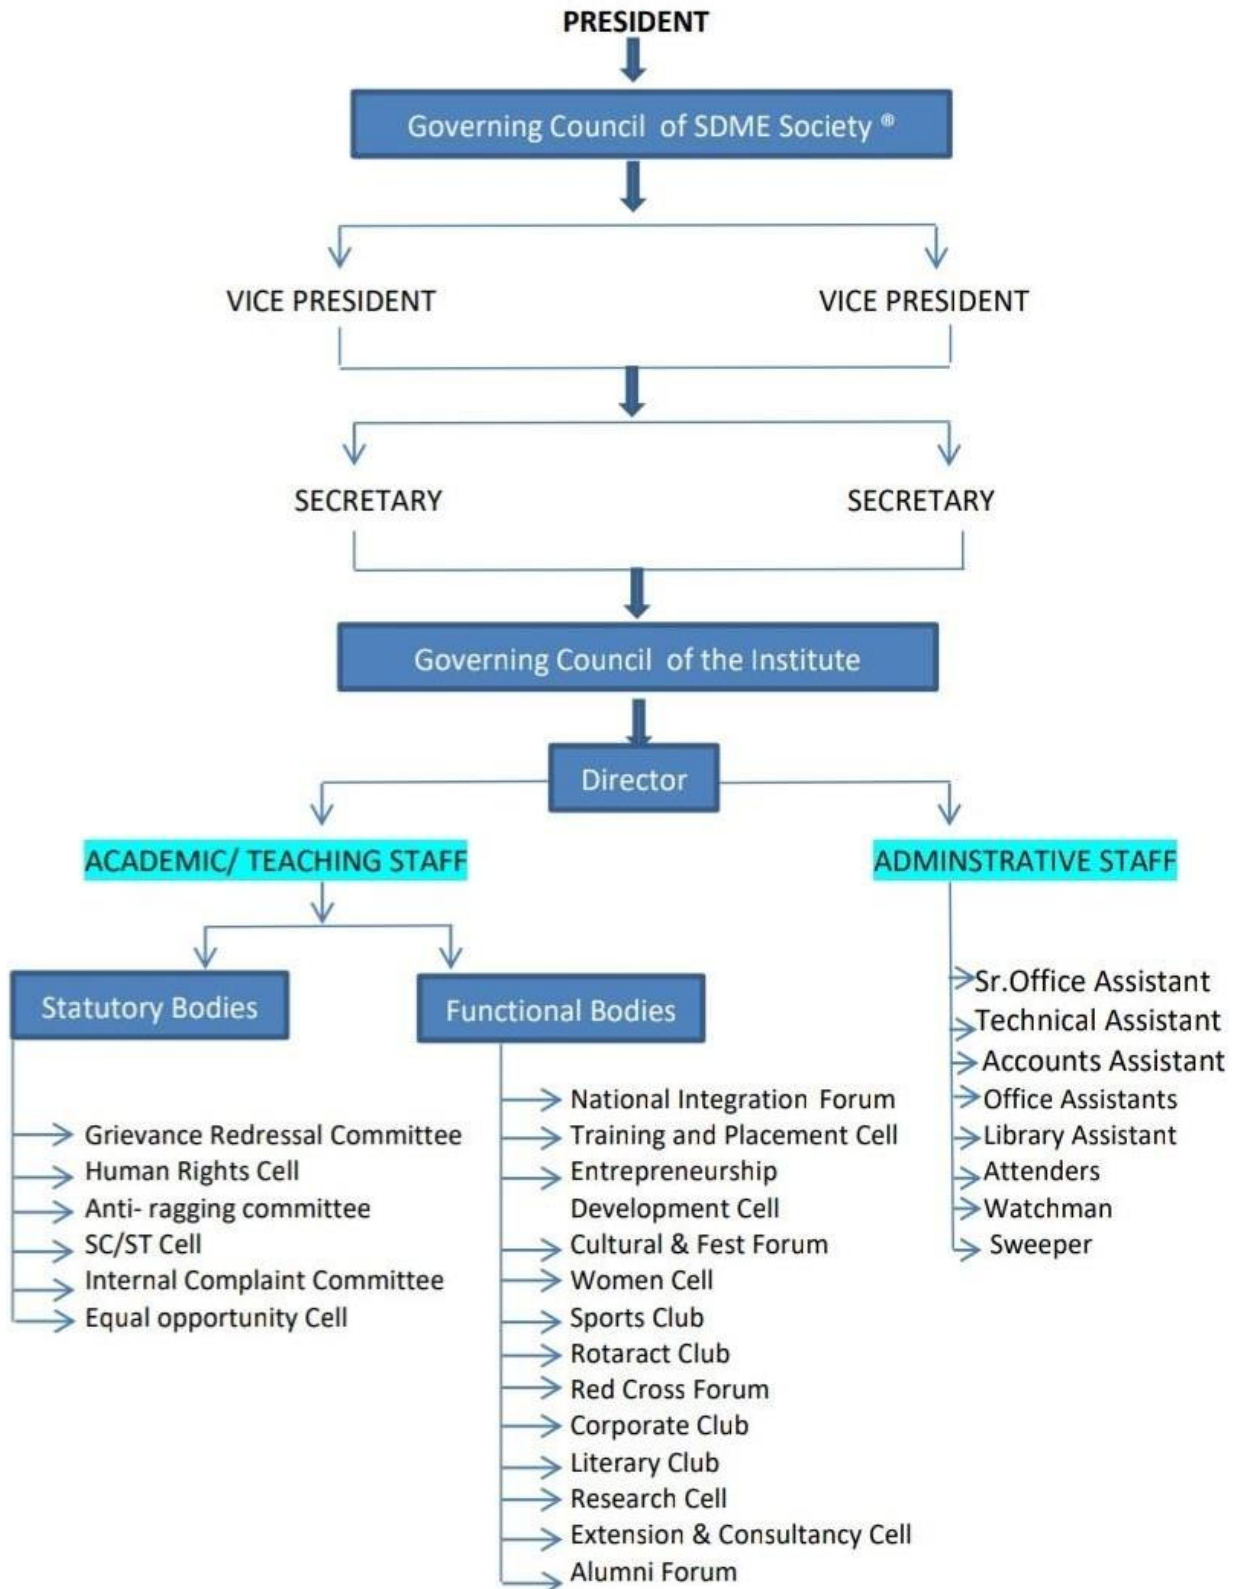 PRESIDENT
Governing Council of SDME Society ®
VICE PRESIDENT
VICE PRESIDENT
SECRETARY
SECRETARY
Governing Council of the Institute
Director
ACADEMIC/ TEACHING STAFF
ADMINSTRATIVE STAFF
Statutory Bodies
Grievance Redressal Committee
Human Rights Cell
Anti- ragging committee
SC/ST Cell
Internal Complaint Committee
Equal opportunity Cell
Functional Bodies
National Integration Forum
Training and Placement Cell
Entrepreneurship
Development Cell
Cultural & Fest Forum
Women Cell
Sports Club
Rotaract Club
Red Cross Forum
Corporate Club
Literary Club
Research Cell
Extension & Consultancy Cell
Alumni Forum
Sr.Office Assistant
Technical Assistant
Accounts Assistant
Office Assistants
Library Assistant
Attenders
Watchman
Sweeper